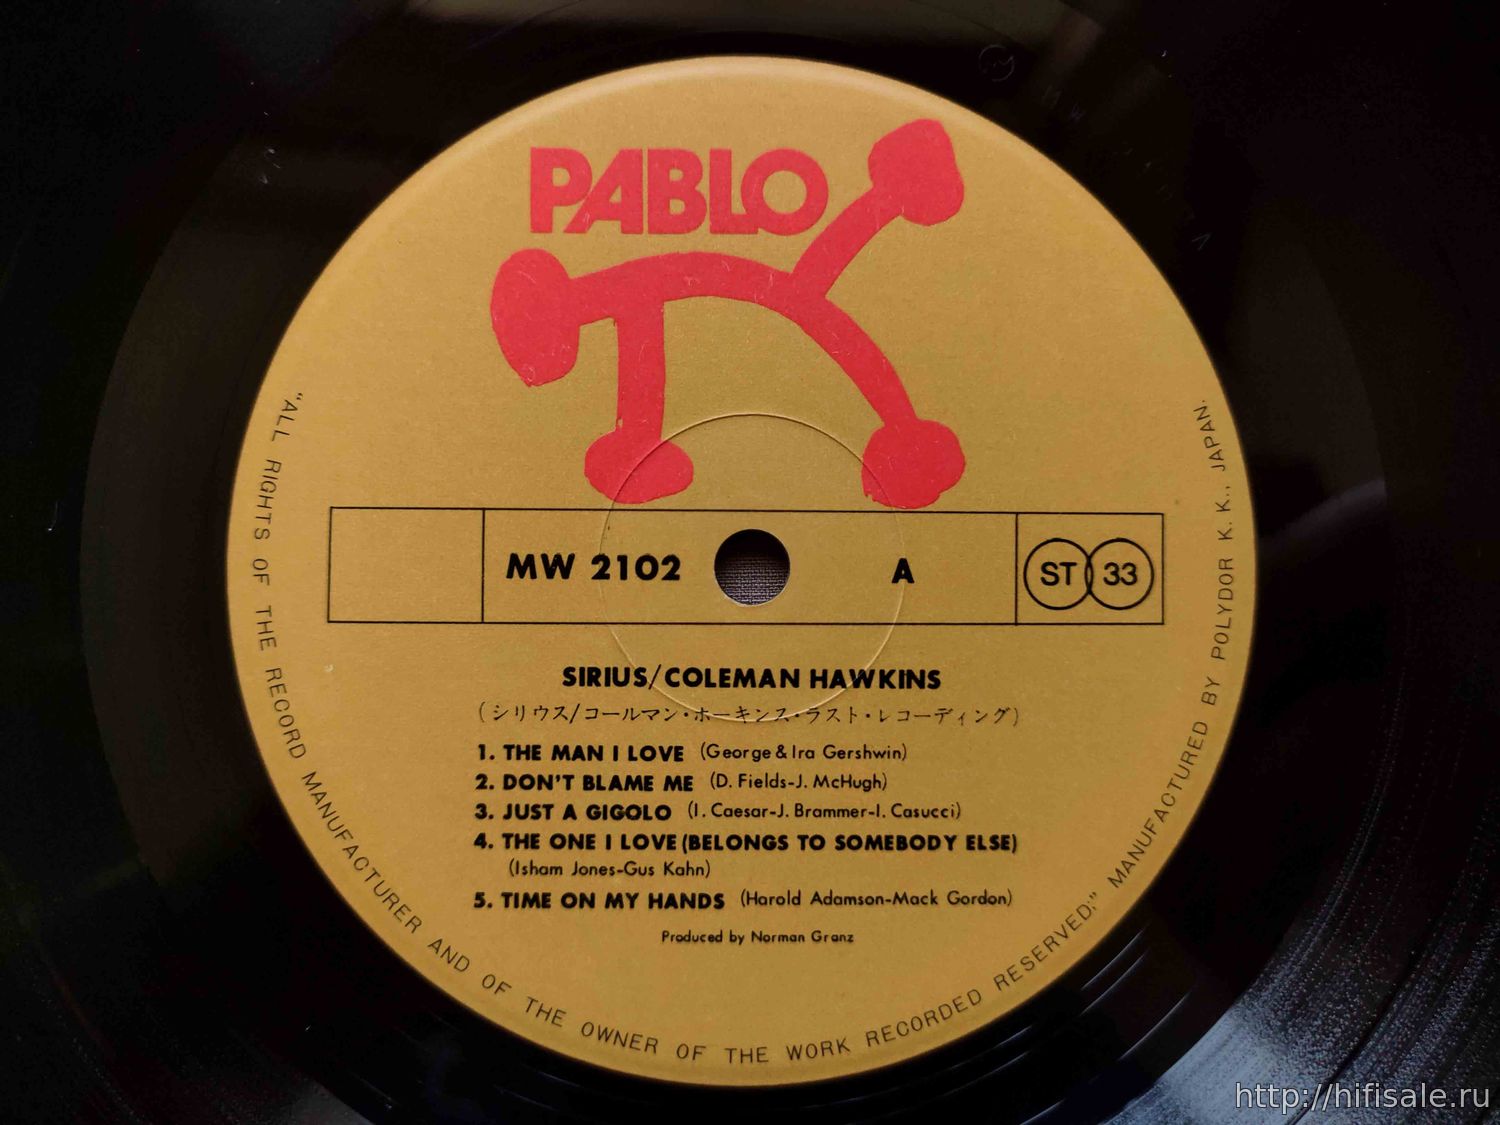 PABLO
MW 2102
A
ST 33
SIRIUS/COLEMAN HAWKINS
(シリウス/コールマン・ホーキンス・ラスト・レコーディング)
1. THE MAN I LOVE (George & Ira Gershwin)
2. DON'T BLAME ME (D. Fields-J. McHugh)
3. JUST A GIGOLO (I. Caesar-J. Brammer-I. Casucci)
4. THE ONE I LOVE (BELONGS TO SOMEBODY ELSE)
(Isham Jones-Gus Kahn)
5. TIME ON MY HANDS (Harold Adamson-Mack Gordon)
Produced by Norman Granz
"ALL RIGHTS OF THE RECORD MANUFACTURER AND OF THE OWNER OF THE WORK RECORDED RESERVED;" MANUFACTURED BY POLYDOR K. K., JAPAN.
http://hifisale.ru